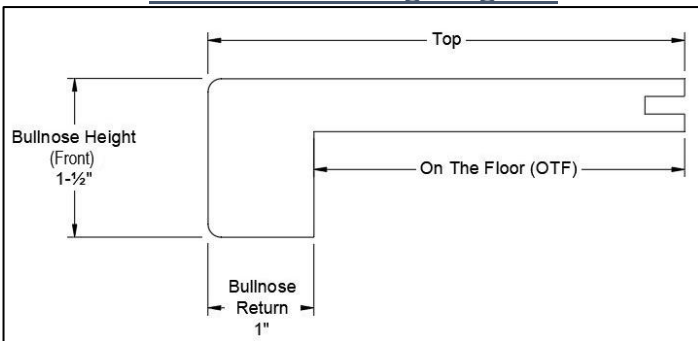 Top
Bullnose Height
(Front)
1-½"
On The Floor (OTF)
Bullnose
Return
1"